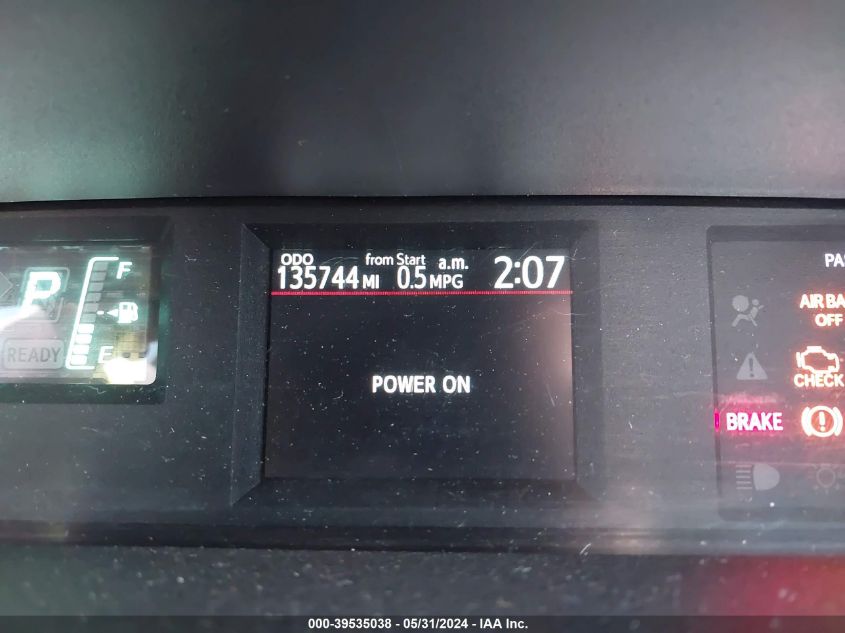 P
F
E
READY
ODO from Start a.m.
135744 MI 0.5 MPG 2:07
POWER ON
PAS
AIR BA
OFF
CHECK
BRAKE
000-39535038 - 05/31/2024 - IAA Inc.